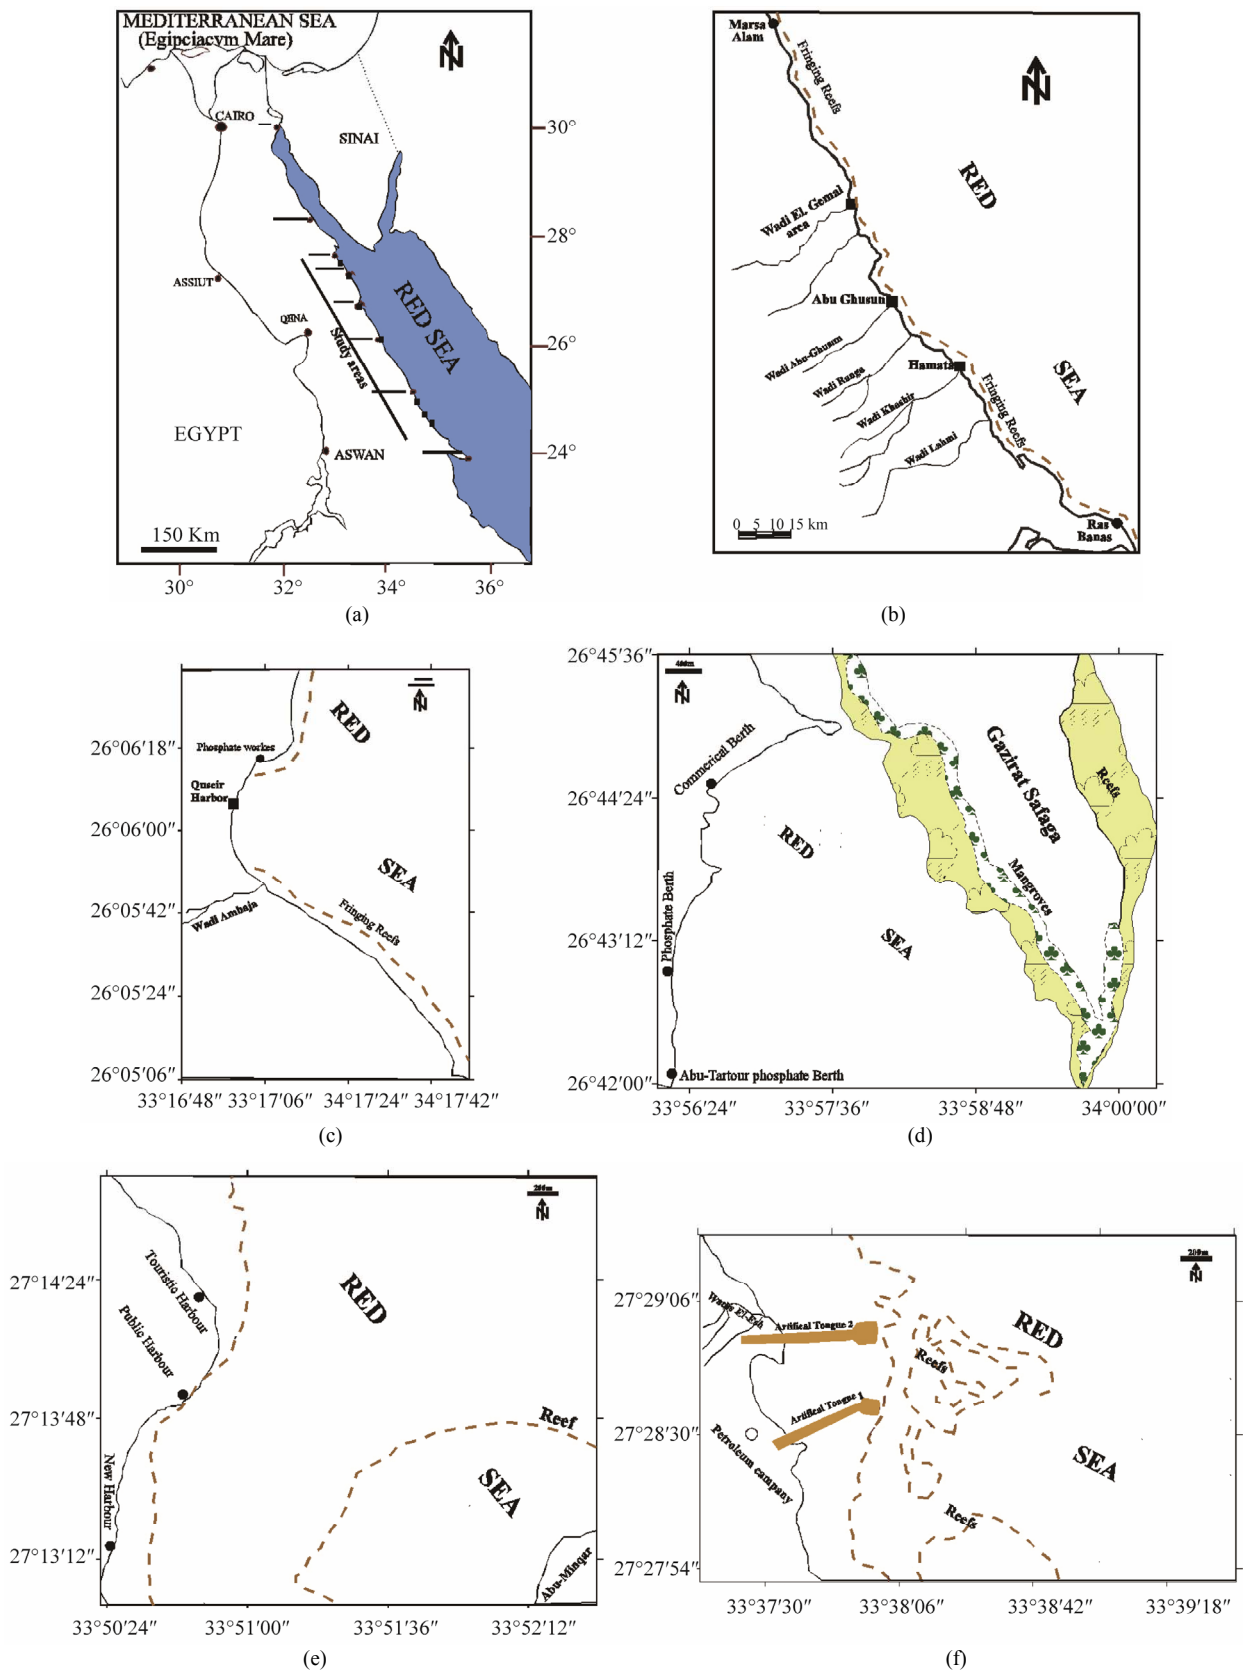 MEDITERRANEAN SEA
(Egipciacvm Mare)
N
CAIRO
SINAI
30°
28°
ASSIUT
QENA
RED SEA
Study areas
26°
EGYPT
ASWAN
24°
150 Km
30°
32°
34°
36°
(a)
Marsa
Alam
Fringing Reefs
N
RED
Wadi EL Gemal
area
Abu Ghusun
Wadi Abu-Ghusun
Wadi Runga
Hamata
SEA
Wadi Khashir
Fringing Reefs
Wadi Lahmi
0 5 10 15 km
Ras
Banas
(b)
N
RED
26°06′18″
Phosphate workes
Quseir
Harbor
26°06′00″
SEA
26°05′42″
Wadi Ambaja
Fringing Reefs
26°05′24″
26°05′06″
33°16′48″
33°17′06″
34°17′24″
34°17′42″
(c)
26°45′36″
400m
N
Commerical Berth
Gazirat Safaga
Reefs
26°44′24″
RED
Mangroves
Phosphate Berth
SEA
26°43′12″
Abu-Tartour phosphate Berth
26°42′00″
33°56′24″
33°57′36″
33°58′48″
34°00′00″
(d)
200m
N
Touristic Harbour
27°14′24″
RED
Public Harbour
27°13′48″
Reef
New Harbour
SEA
27°13′12″
Abu-Minqar
33°50′24″
33°51′00″
33°51′36″
33°52′12″
(e)
200m
N
27°29′06″
Artifical Tongue 2
RED
Reefs
Artifical Tongue 1
27°28′30″
Petroleum campany
SEA
Reefs
27°27′54″
33°37′30″
33°38′06″
33°38′42″
33°39′18″
(f)